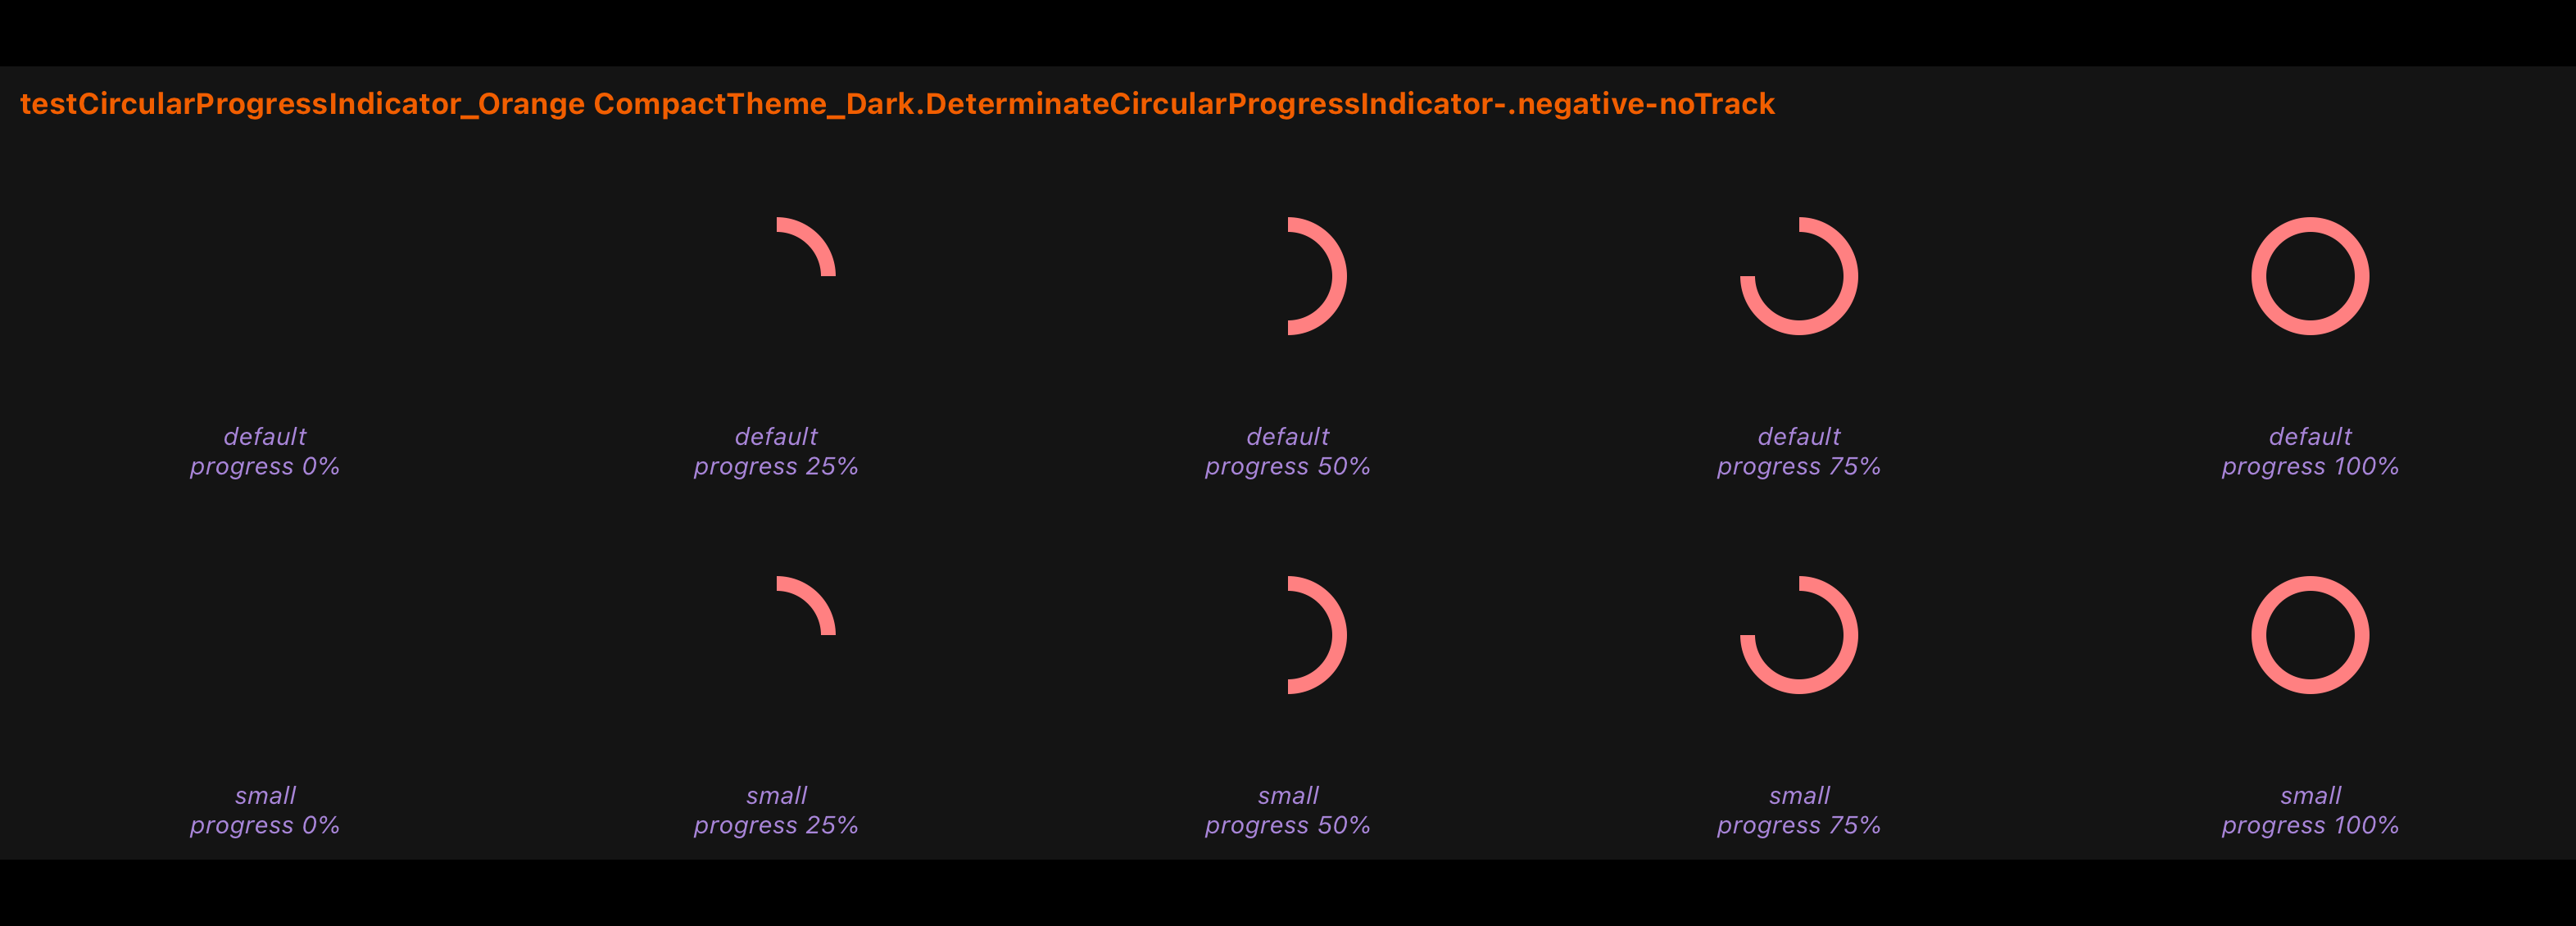 testCircularProgressIndicator_Orange CompactTheme_Dark.DeterminateCircularProgressIndicator-.negative-noTrack
default
progress 0%
default
progress 25%
default
progress 50%
default
progress 75%
default
progress 100%
small
progress 0%
small
progress 25%
small
progress 50%
small
progress 75%
small
progress 100%